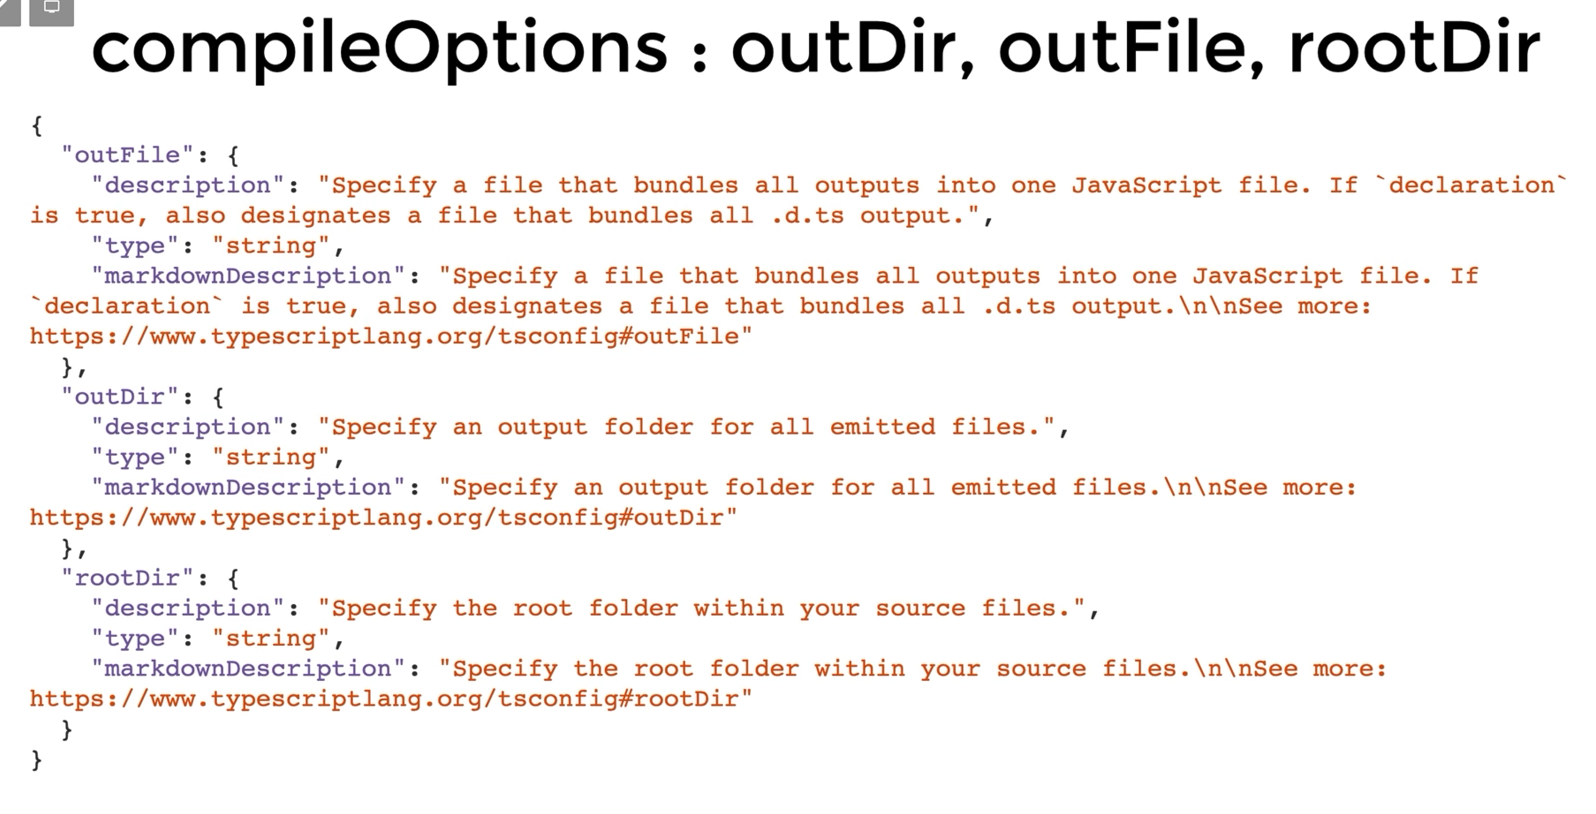 compileOptions : outDir, outFile, rootDir
{
  "outFile": {
    "description": "Specify a file that bundles all outputs into one JavaScript file. If `declaration`
is true, also designates a file that bundles all .d.ts output.",
    "type": "string",
    "markdownDescription": "Specify a file that bundles all outputs into one JavaScript file. If
`declaration` is true, also designates a file that bundles all .d.ts output.\n\nSee more:
https://www.typescriptlang.org/tsconfig#outFile"
  },
  "outDir": {
    "description": "Specify an output folder for all emitted files.",
    "type": "string",
    "markdownDescription": "Specify an output folder for all emitted files.\n\nSee more:
https://www.typescriptlang.org/tsconfig#outDir"
  },
  "rootDir": {
    "description": "Specify the root folder within your source files.",
    "type": "string",
    "markdownDescription": "Specify the root folder within your source files.\n\nSee more:
https://www.typescriptlang.org/tsconfig#rootDir"
  }
}